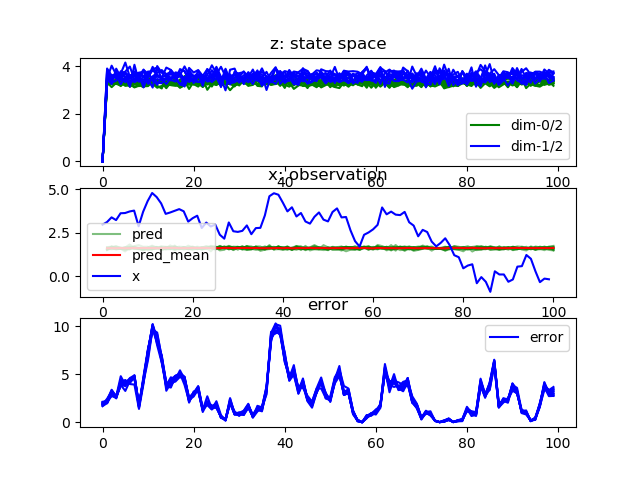 z: state space
4
2
0
dim-0/2
dim-1/2
0 20 40 60 80 100
x: observation
5.0
2.5
0.0
pred
pred_mean
x
0 20 40 60 80 100
error
10
5
0
error
0 20 40 60 80 100